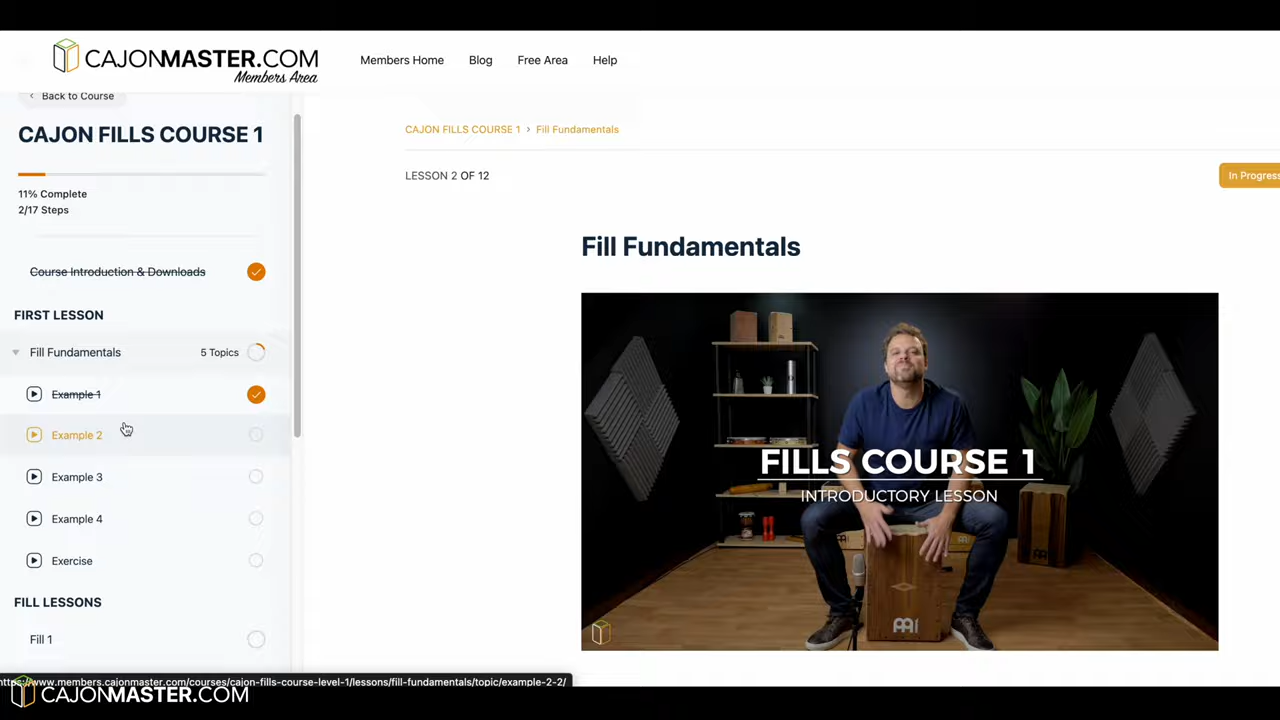 CAJONMASTER.COM
Members Area
Members Home
Blog
Free Area
Help
Back to Course
CAJON FILLS COURSE 1
11% Complete
2/17 Steps
Course Introduction & Downloads
FIRST LESSON
Fill Fundamentals
5 Topics
Example 1
Example 2
Example 3
Example 4
Exercise
FILL LESSONS
Fill 1
CAJON FILLS COURSE 1 › Fill Fundamentals
LESSON 2 OF 12
In Progress
Fill Fundamentals
FILLS COURSE 1
INTRODUCTORY LESSON
https://www.members.cajonmaster.com/courses/cajon-fills-course-level-1/lessons/fill-fundamentals/topic/example-2-2/
CAJONMASTER.COM